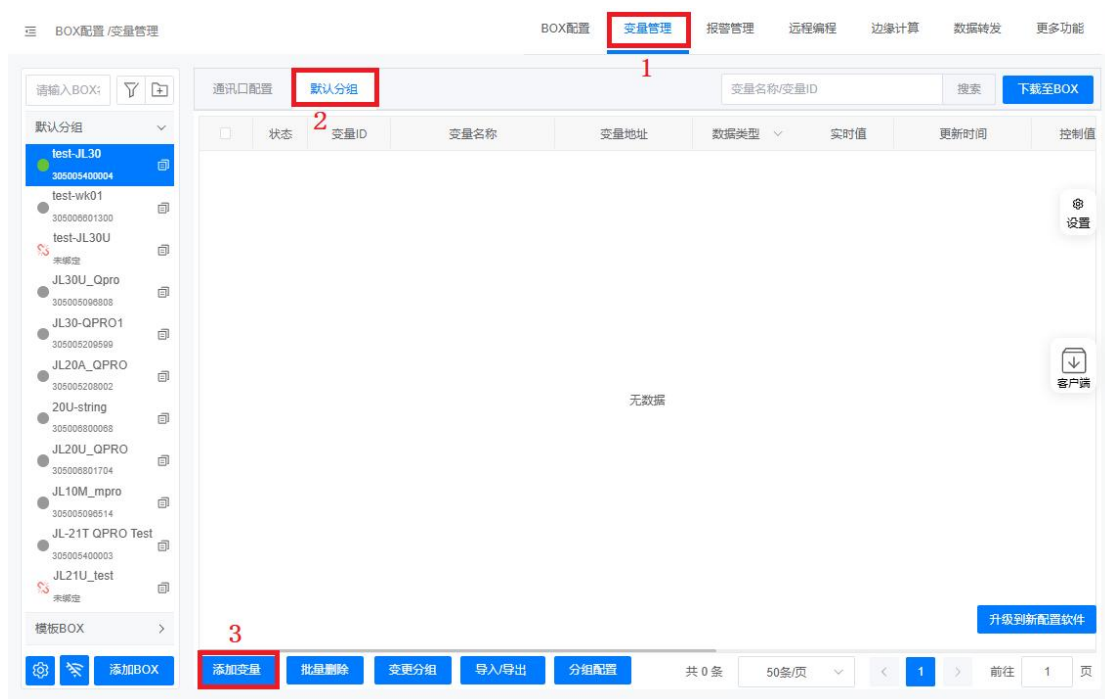 BOX配置 /变量管理
BOX配置 变量管理 报警管理 远程编程 边缘计算 数据转发 更多功能
1
请输入BOX
通讯口配置 默认分组 变量名称/变量ID 搜索 下载至BOX
2
默认分组
状态 变量ID 变量名称 变量地址 数据类型 实时值 更新时间 控制值
test-JL30
305005400004
test-wk01
305006601300
test-JL30U
未绑定
JL30U_Qpro
305005096808
JL30-QPRO1
305005209599
JL20A_QPRO
305005208002
20U-string
305006800068
JL20U_QPRO
305006801704
JL10M_mpro
305005096514
JL-21T QPRO Test
305005400003
JL21U_test
未绑定
模板BOX
设置
客户端
无数据
升级到新配置软件
3
添加BOX
添加变量 批量删除 变更分组 导入/导出 分组配置 共 0 条 50条/页 1 前往 1 页